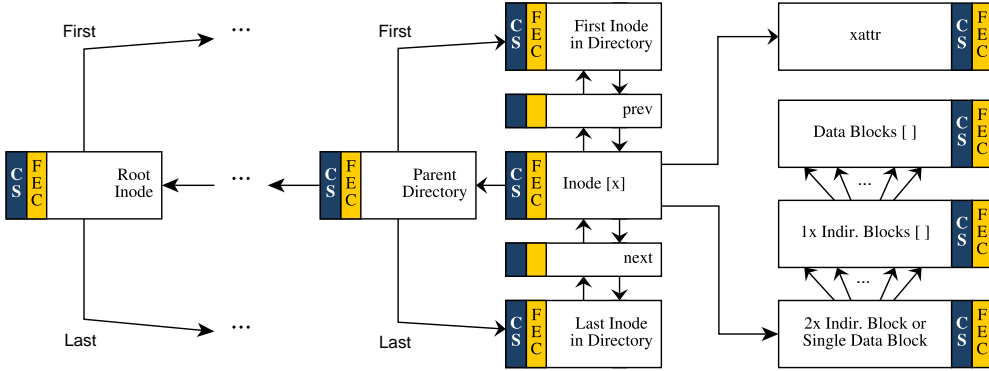 First
...
First
CS
FEC
First Inode
in Directory
xattr
CS
FEC
prev
Data Blocks [ ]
CS
FEC
CS
FEC
Root
Inode
...
CS
FEC
Parent
Directory
CS
FEC
Inode [x]
...
1x Indir. Blocks [ ]
CS
FEC
next
...
Last
...
Last
CS
FEC
Last Inode
in Directory
2x Indir. Block or
Single Data Block
CS
FEC